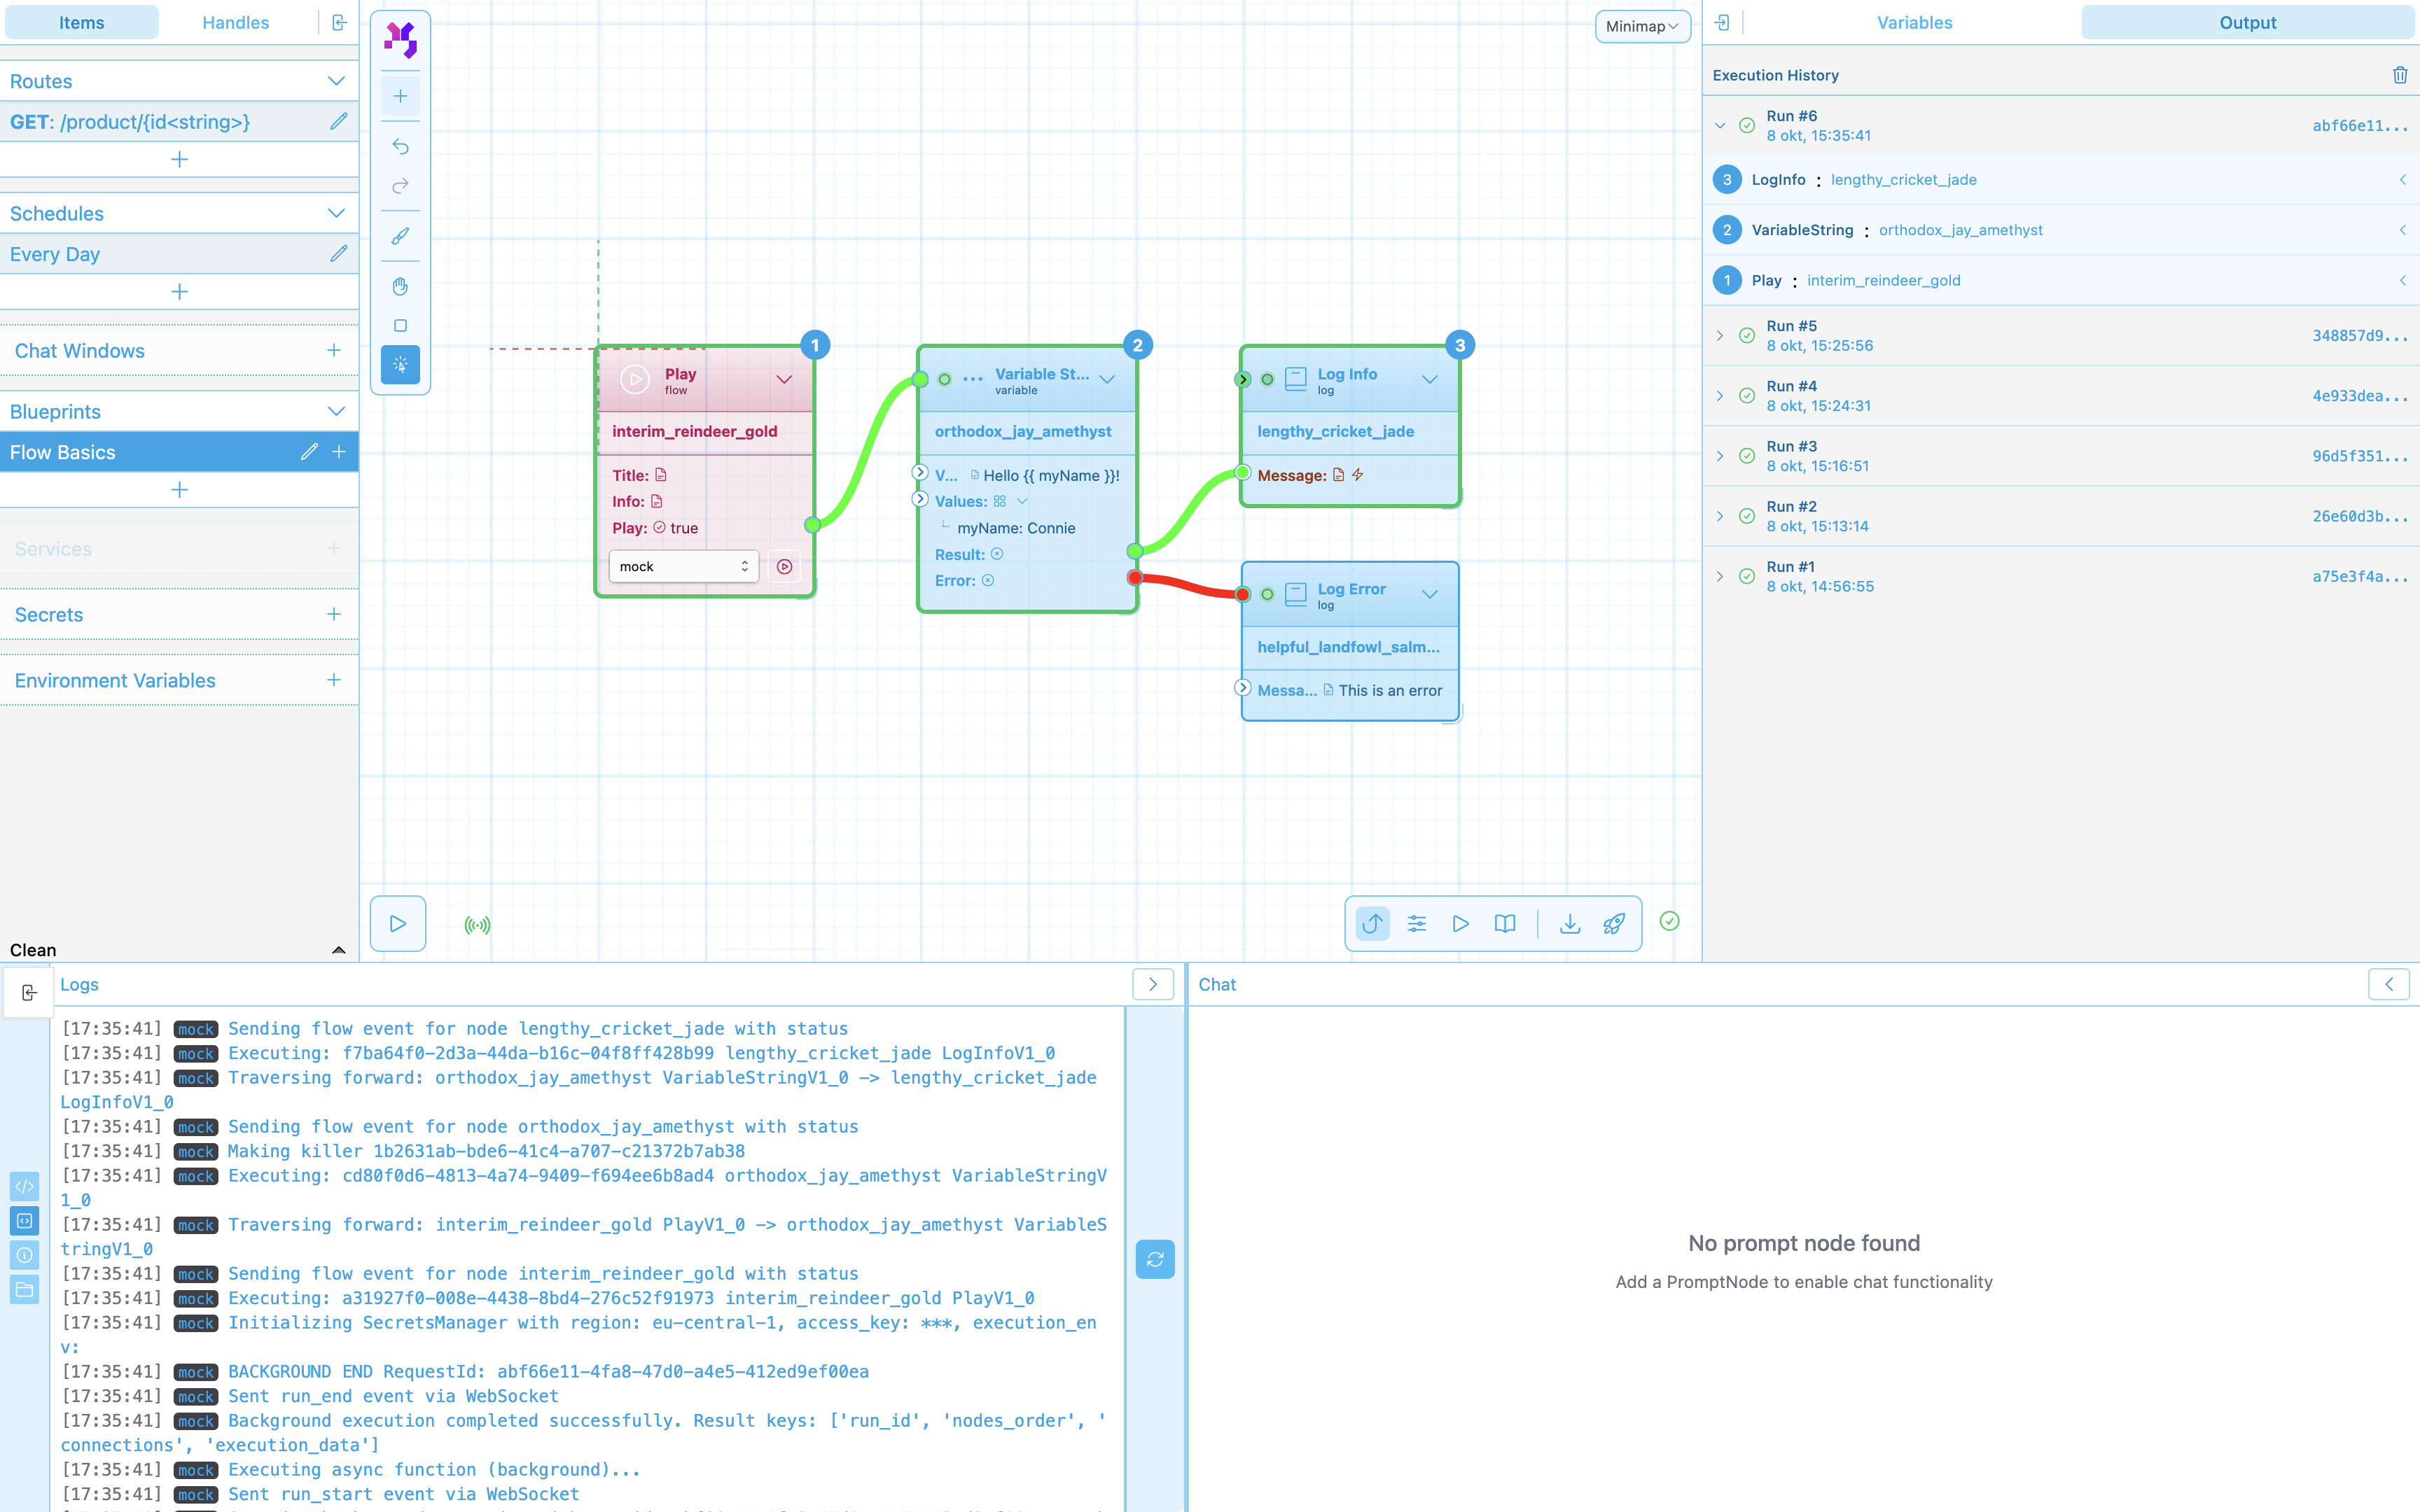 Items
Handles
Routes
GET: /product/{id<string>}
Schedules
Every Day
Chat Windows
Blueprints
Flow Basics
Services
Secrets
Environment Variables
Clean
Minimap
1
Play
flow
interim_reindeer_gold
Title:
Info:
Play: true
mock
2
Variable St...
variable
orthodox_jay_amethyst
V... Hello {{ myName }}!
Values:
myName: Connie
Result:
Error:
3
Log Info
log
lengthy_cricket_jade
Message:
Log Error
log
helpful_landfowl_salm...
Messa... This is an error
Variables
Output
Execution History
Run #6
8 okt, 15:35:41
abf66e11...
3 LogInfo : lengthy_cricket_jade
2 VariableString : orthodox_jay_amethyst
1 Play : interim_reindeer_gold
Run #5
8 okt, 15:25:56
348857d9...
Run #4
8 okt, 15:24:31
4e933dea...
Run #3
8 okt, 15:16:51
96d5f351...
Run #2
8 okt, 15:13:14
26e60d3b...
Run #1
8 okt, 14:56:55
a75e3f4a...
Logs
[17:35:41] mock Sending flow event for node lengthy_cricket_jade with status
[17:35:41] mock Executing: f7ba64f0-2d3a-44da-b16c-04f8ff428b99 lengthy_cricket_jade LogInfoV1_0
[17:35:41] mock Traversing forward: orthodox_jay_amethyst VariableStringV1_0 -> lengthy_cricket_jade
LogInfoV1_0
[17:35:41] mock Sending flow event for node orthodox_jay_amethyst with status
[17:35:41] mock Making killer 1b2631ab-bde6-41c4-a707-c21372b7ab38
[17:35:41] mock Executing: cd80f0d6-4813-4a74-9409-f694ee6b8ad4 orthodox_jay_amethyst VariableStringV
1_0
[17:35:41] mock Traversing forward: interim_reindeer_gold PlayV1_0 -> orthodox_jay_amethyst VariableS
tringV1_0
[17:35:41] mock Sending flow event for node interim_reindeer_gold with status
[17:35:41] mock Executing: a31927f0-008e-4438-8bd4-276c52f91973 interim_reindeer_gold PlayV1_0
[17:35:41] mock Initializing SecretsManager with region: eu-central-1, access_key: ***, execution_en
v:
[17:35:41] mock BACKGROUND END RequestId: abf66e11-4fa8-47d0-a4e5-412ed9ef00ea
[17:35:41] mock Sent run_end event via WebSocket
[17:35:41] mock Background execution completed successfully. Result keys: ['run_id', 'nodes_order', '
connections', 'execution_data']
[17:35:41] mock Executing async function (background)...
[17:35:41] mock Sent run_start event via WebSocket
Chat
No prompt node found
Add a PromptNode to enable chat functionality